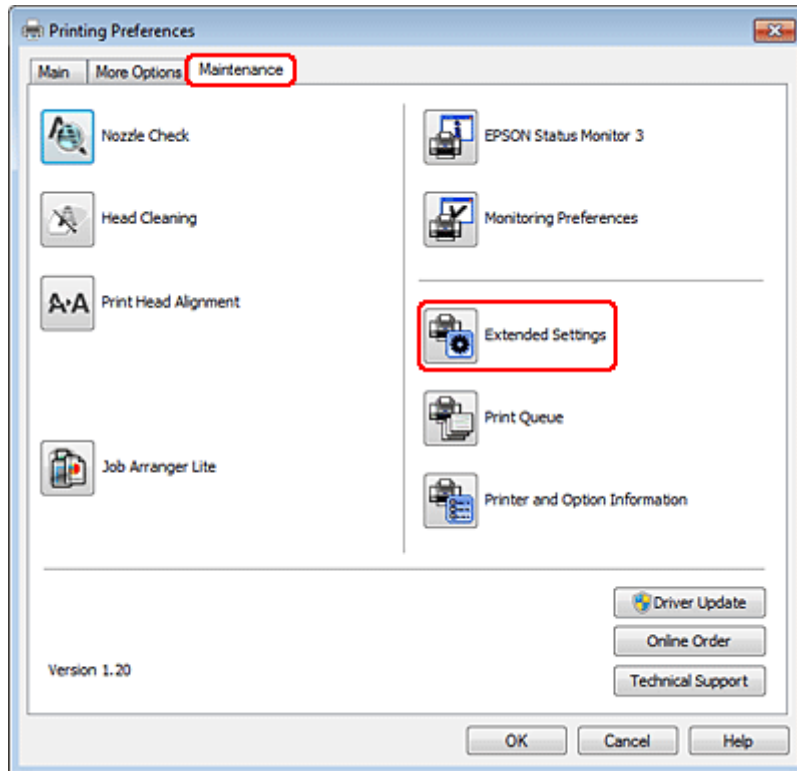 Printing Preferences
Main
More Options
Maintenance
Nozzle Check
EPSON Status Monitor 3
Head Cleaning
Monitoring Preferences
A·A
Print Head Alignment
Extended Settings
Print Queue
Job Arranger Lite
Printer and Option Information
Driver Update
Online Order
Version 1.20
Technical Support
OK
Cancel
Help